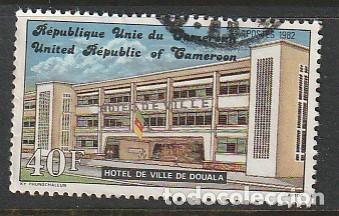 République Unie du Cameroun
POSTES 1982
United Republic of Cameroon
HOTEL DE VILLE
40F
HOTEL DE VILLE DE DOUALA
todocoleccion